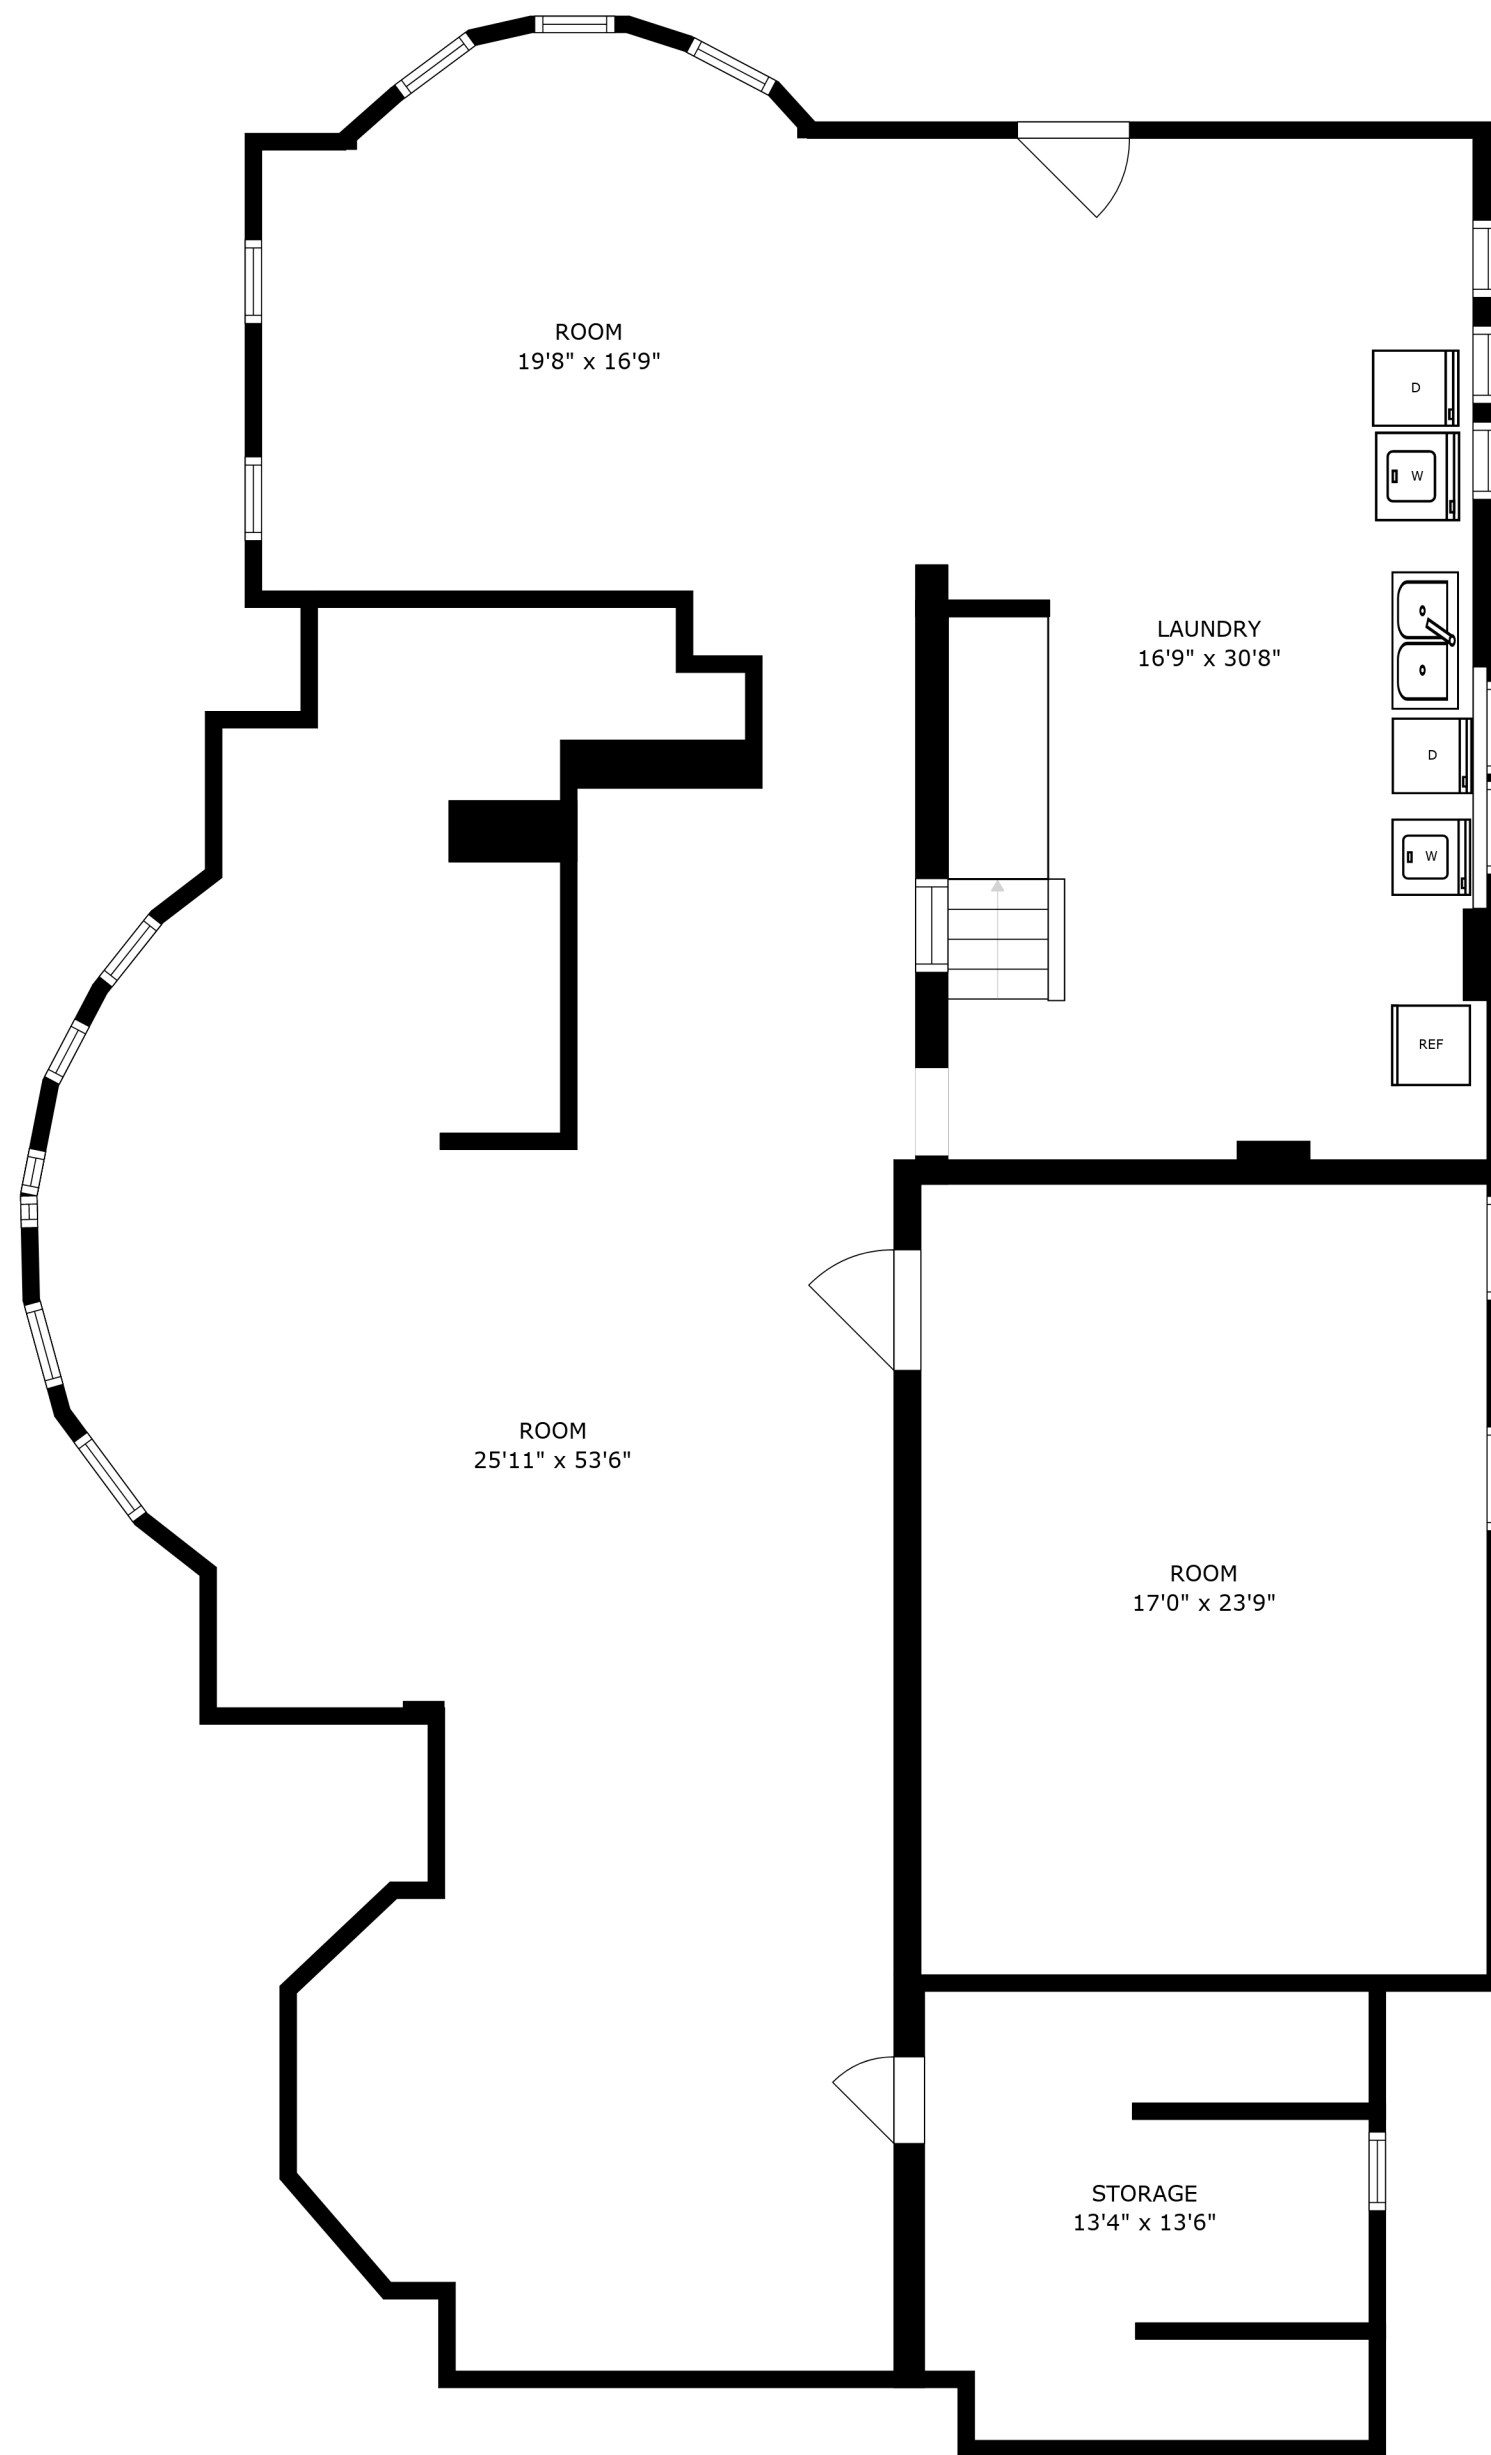 ROOM
19'8" x 16'9"
D
W
LAUNDRY
16'9" x 30'8"
D
W
REF
ROOM
25'11" x 53'6"
ROOM
17'0" x 23'9"
STORAGE
13'4" x 13'6"